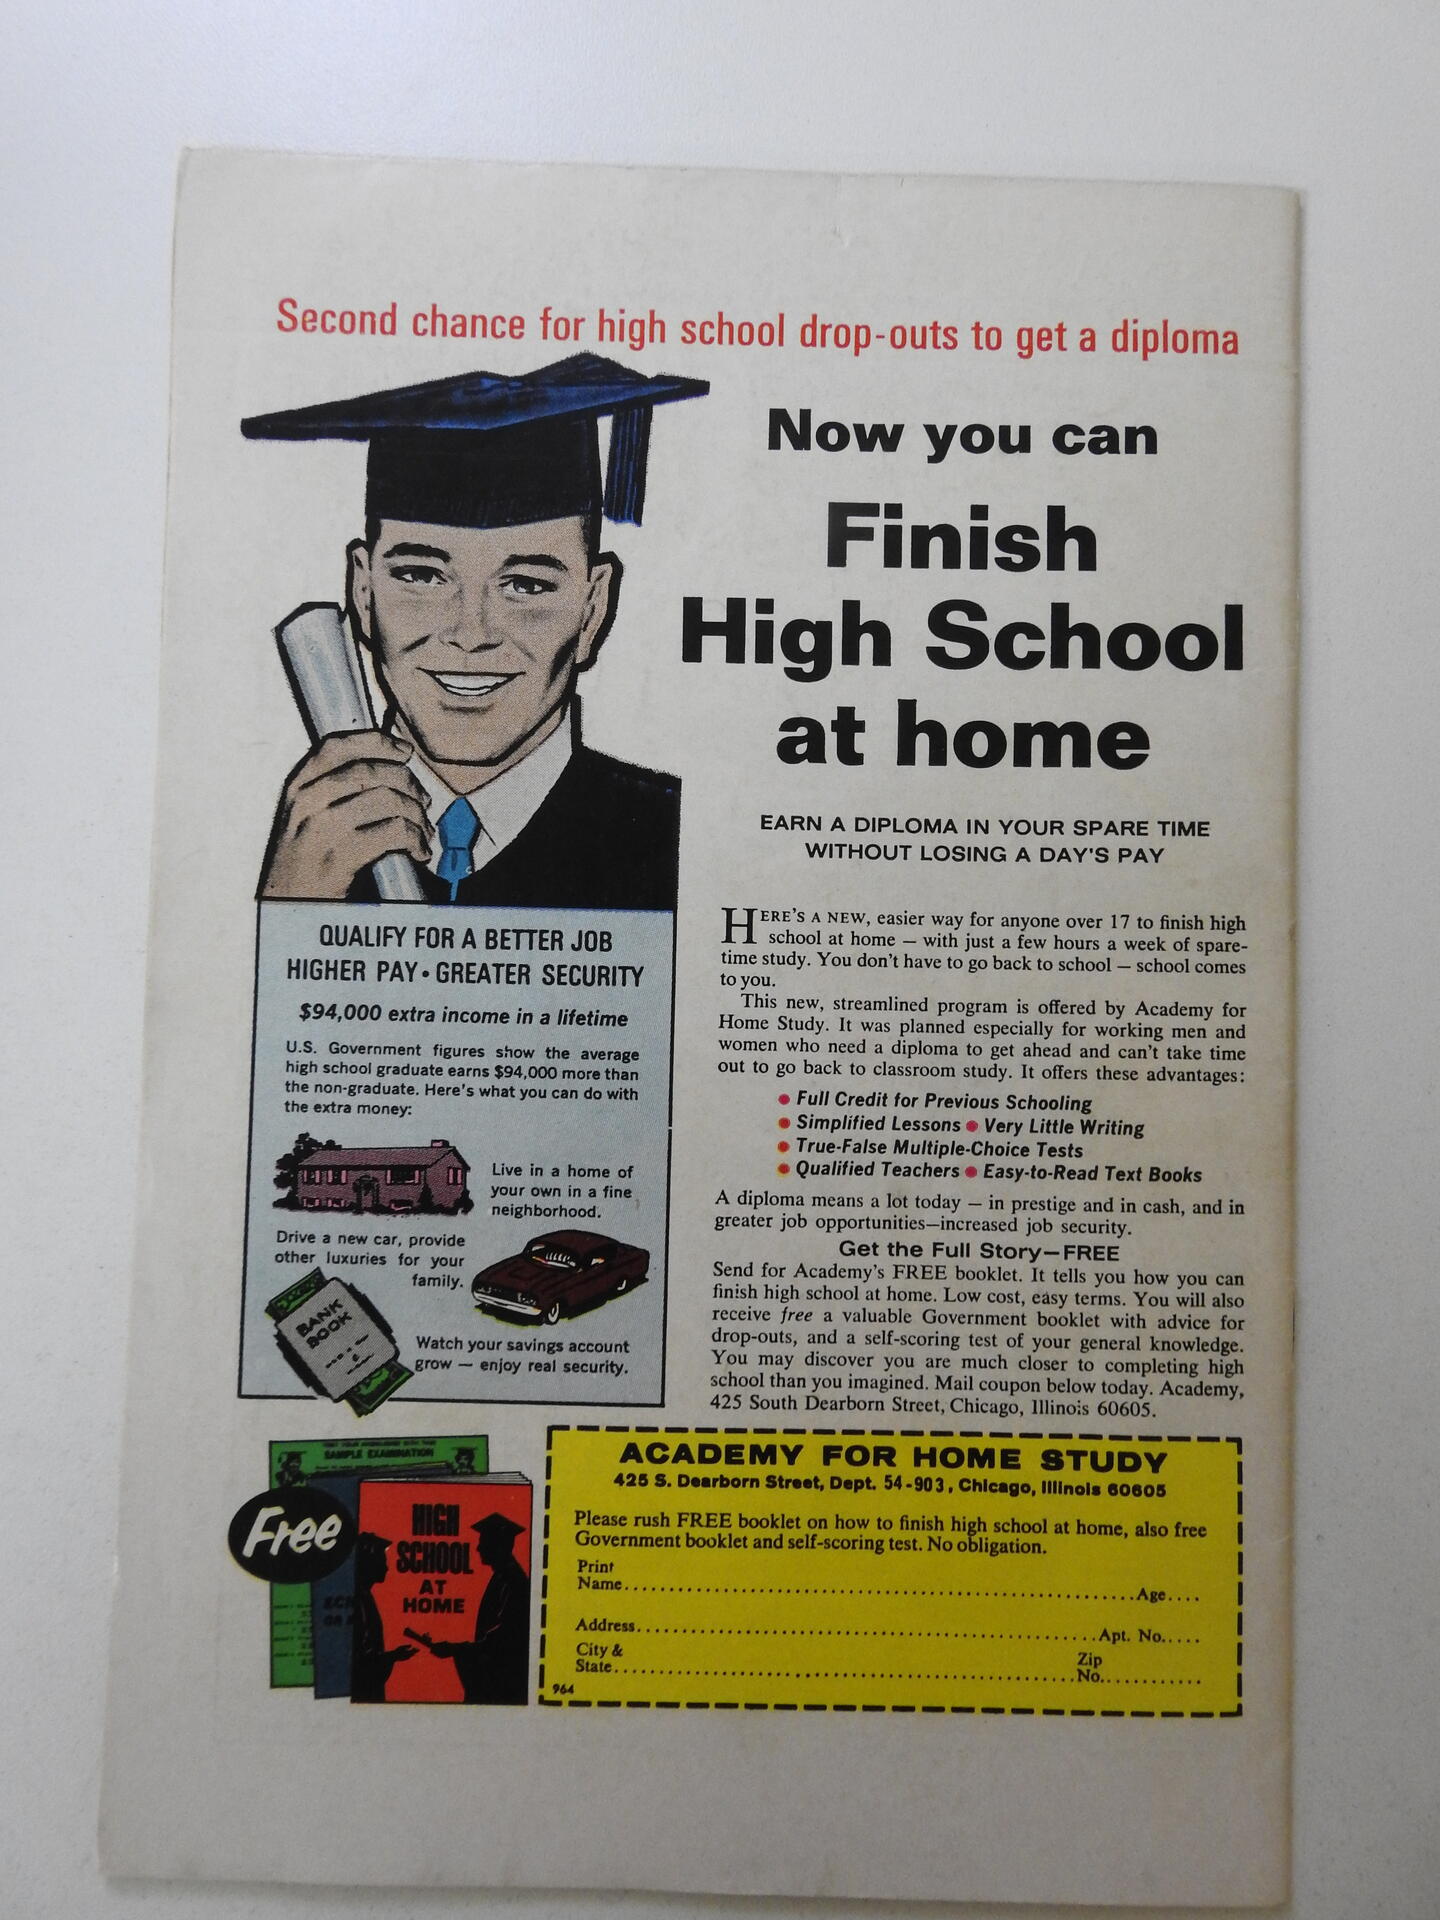 Second chance for high school drop-outs to get a diploma
Now you can
Finish
High School
at home
EARN A DIPLOMA IN YOUR SPARE TIME
WITHOUT LOSING A DAY'S PAY
QUALIFY FOR A BETTER JOB
HIGHER PAY • GREATER SECURITY
$94,000 extra income in a lifetime
U.S. Government figures show the average
high school graduate earns $94,000 more than
the non-graduate. Here's what you can do with
the extra money:
Live in a home of
your own in a fine
neighborhood.
Drive a new car, provide
other luxuries for your
family.
BANK
BOOK
Watch your savings account
grow — enjoy real security.
HERE'S A NEW, easier way for anyone over 17 to finish high
school at home — with just a few hours a week of spare-
time study. You don't have to go back to school — school comes
to you.
This new, streamlined program is offered by Academy for
Home Study. It was planned especially for working men and
women who need a diploma to get ahead and can't take time
out to go back to classroom study. It offers these advantages:
• Full Credit for Previous Schooling
• Simplified Lessons • Very Little Writing
• True-False Multiple-Choice Tests
• Qualified Teachers • Easy-to-Read Text Books
A diploma means a lot today — in prestige and in cash, and in
greater job opportunities—increased job security.
Get the Full Story—FREE
Send for Academy's FREE booklet. It tells you how you can
finish high school at home. Low cost, easy terms. You will also
receive free a valuable Government booklet with advice for
drop-outs, and a self-scoring test of your general knowledge.
You may discover you are much closer to completing high
school than you imagined. Mail coupon below today. Academy,
425 South Dearborn Street, Chicago, Illinois 60605.
SAMPLE EXAMINATION
Free
HIGH
SCHOOL
AT
HOME
ACADEMY FOR HOME STUDY
425 S. Dearborn Street, Dept. 54-903, Chicago, Illinois 60605
Please rush FREE booklet on how to finish high school at home, also free
Government booklet and self-scoring test. No obligation.
Print
Name.......... Age....
Address.......... Apt. No.....
City & Zip
State.......... No..........
964